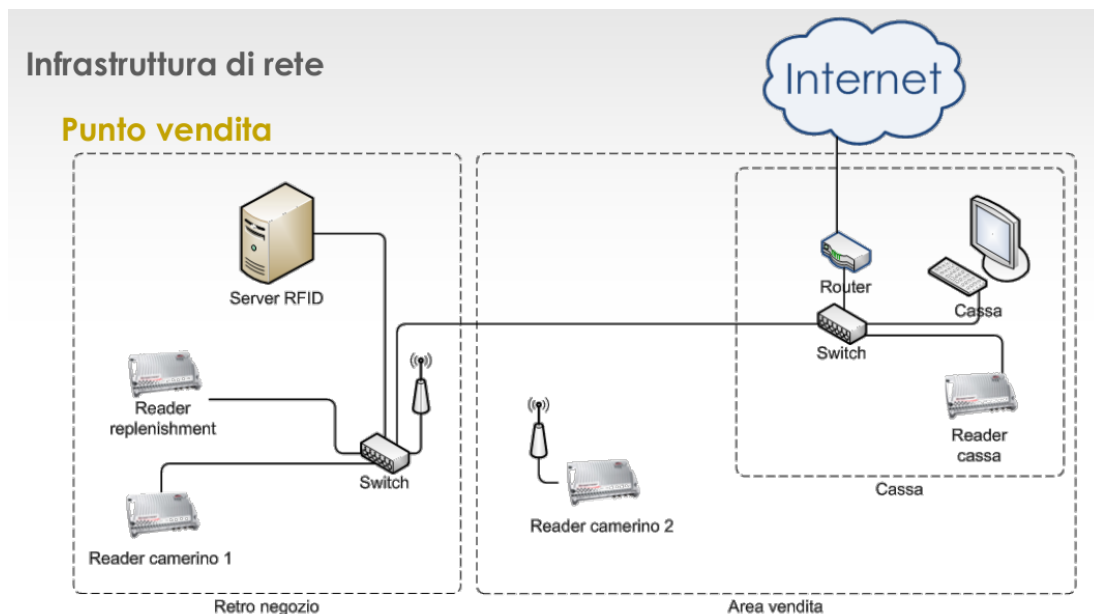 Infrastruttura di rete
Punto vendita
Internet
Server RFID
Router
Cassa
Switch
Reader
replenishment
Reader
cassa
Switch
Cassa
Reader camerino 2
Reader camerino 1
Retro negozio
Area vendita